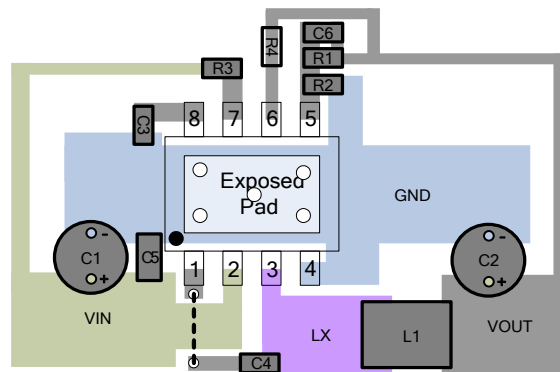 C6
R4
R1
R3
R2
8
7
6
5
C3
Exposed
Pad
GND
-
C1
+
C5
-
C2
+
1
2
3
4
VIN
LX
L1
VOUT
C4